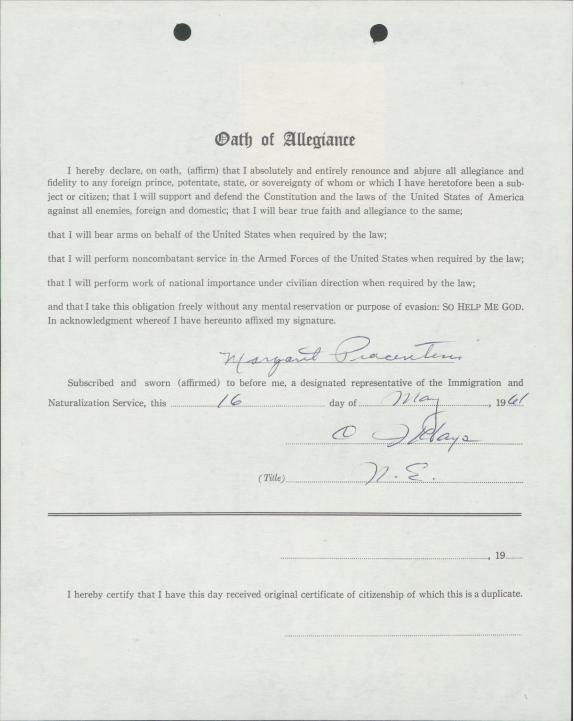 Oath of Allegiance
I hereby declare, on oath, (affirm) that I absolutely and entirely renounce and abjure all allegiance and
fidelity to any foreign prince, potentate, state, or sovereignty of whom or which I have heretofore been a sub-
ject or citizen; that I will support and defend the Constitution and the laws of the United States of America
against all enemies, foreign and domestic; that I will bear true faith and allegiance to the same;
that I will bear arms on behalf of the United States when required by the law;
that I will perform noncombatant service in the Armed Forces of the United States when required by the law;
that I will perform work of national importance under civilian direction when required by the law;
and that I take this obligation freely without any mental reservation or purpose of evasion: SO HELP ME GOD.
In acknowledgment whereof I have hereunto affixed my signature.
Margaret Piacentini
Subscribed and sworn (affirmed) to before me, a designated representative of the Immigration and
Naturalization Service, this 16 day of May, 1961
Hays
(Title) N. E.
, 19
I hereby certify that I have this day received original certificate of citizenship of which this is a duplicate.